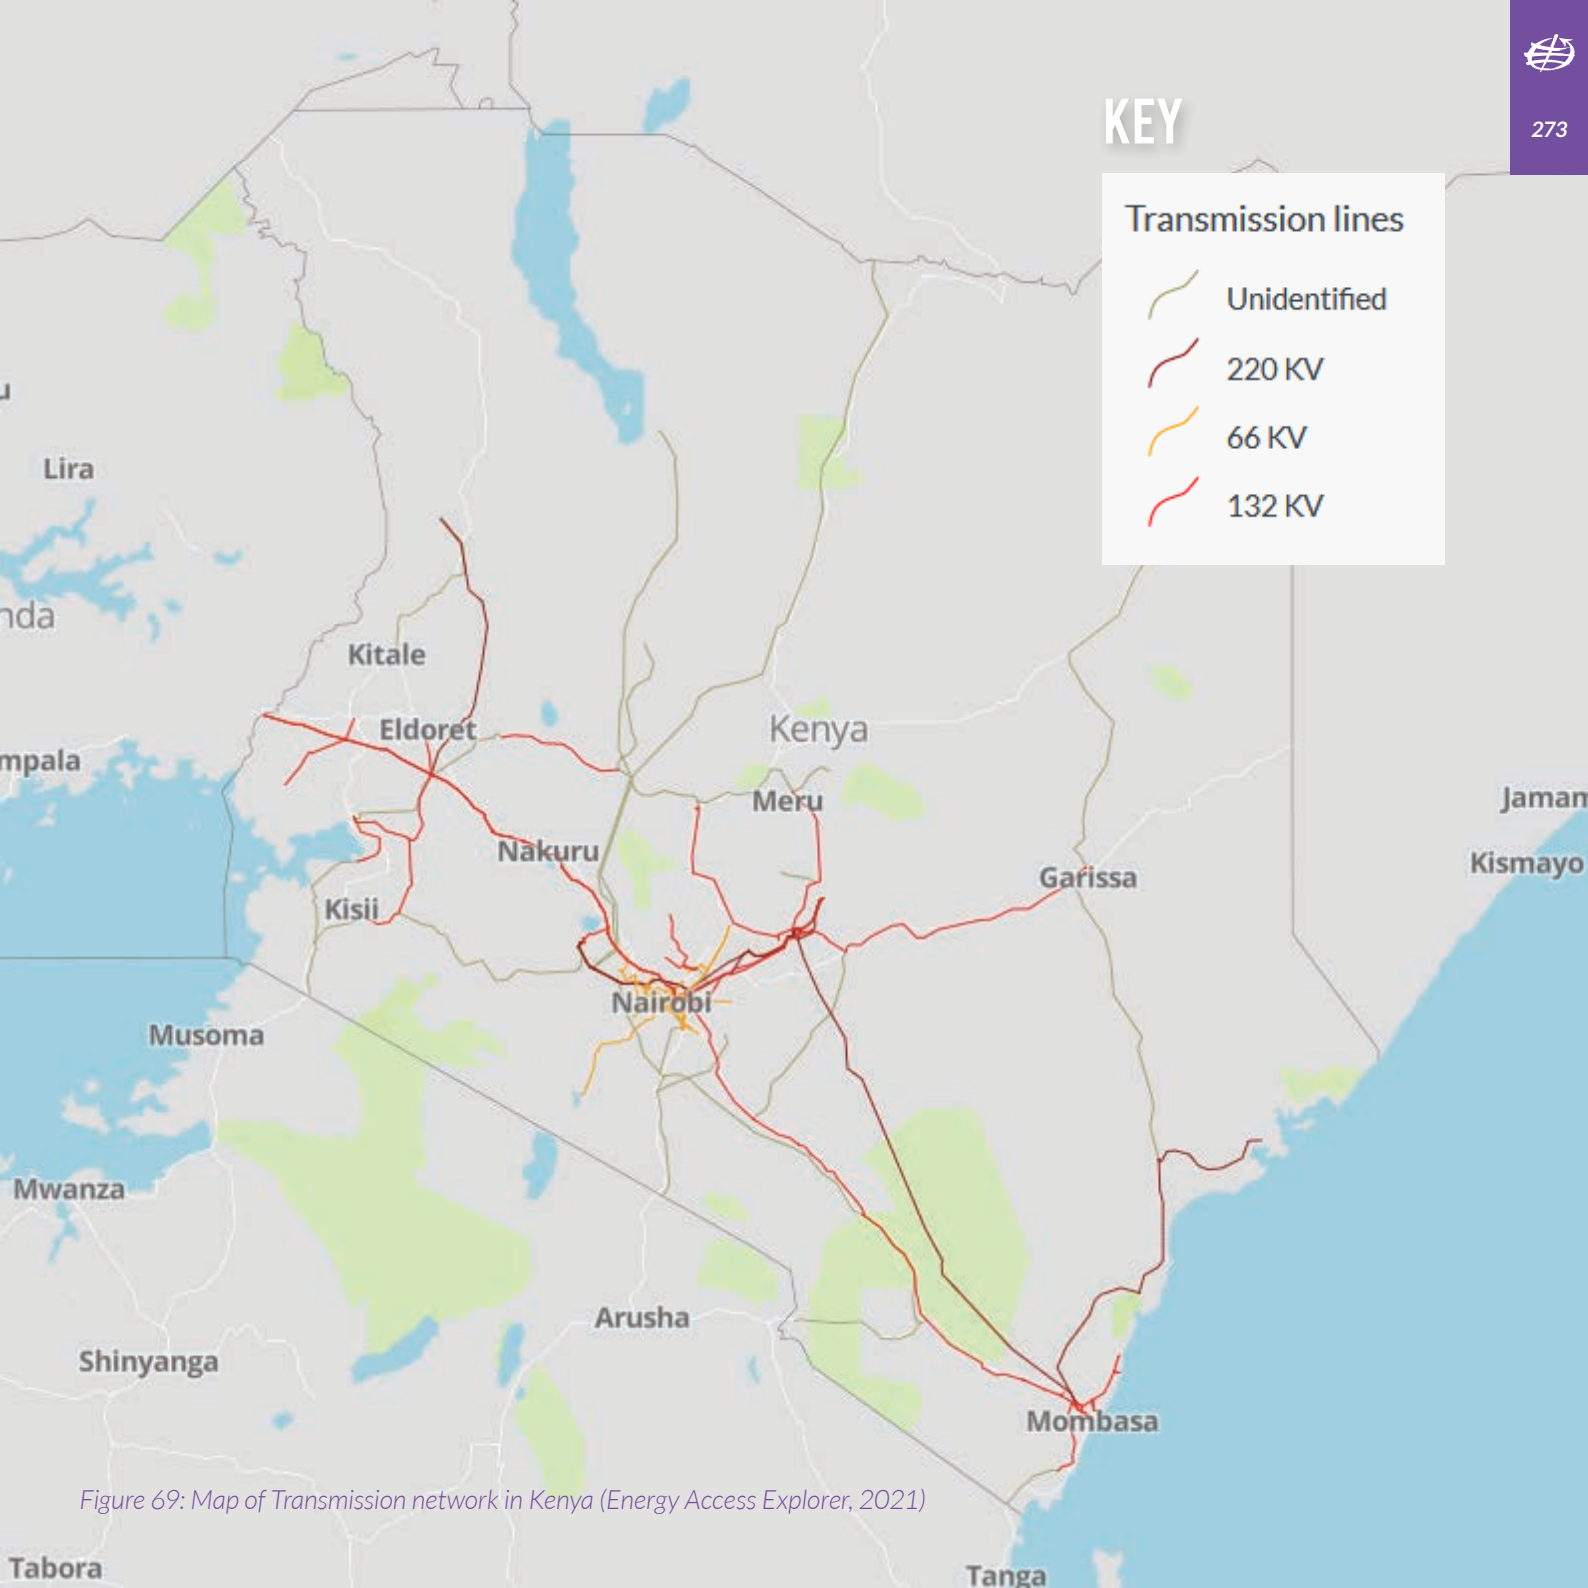 273
KEY
Transmission lines
Unidentified
220 KV
66 KV
132 KV
Lira
nda
Kitale
Eldoret
Kenya
mpala
Meru
Jamam
Nakuru
Kismayo
Garissa
Kisii
Nairobi
Musoma
Mwanza
Arusha
Shinyanga
Mombasa
Figure 69: Map of Transmission network in Kenya (Energy Access Explorer, 2021)
Tabora
Tanga